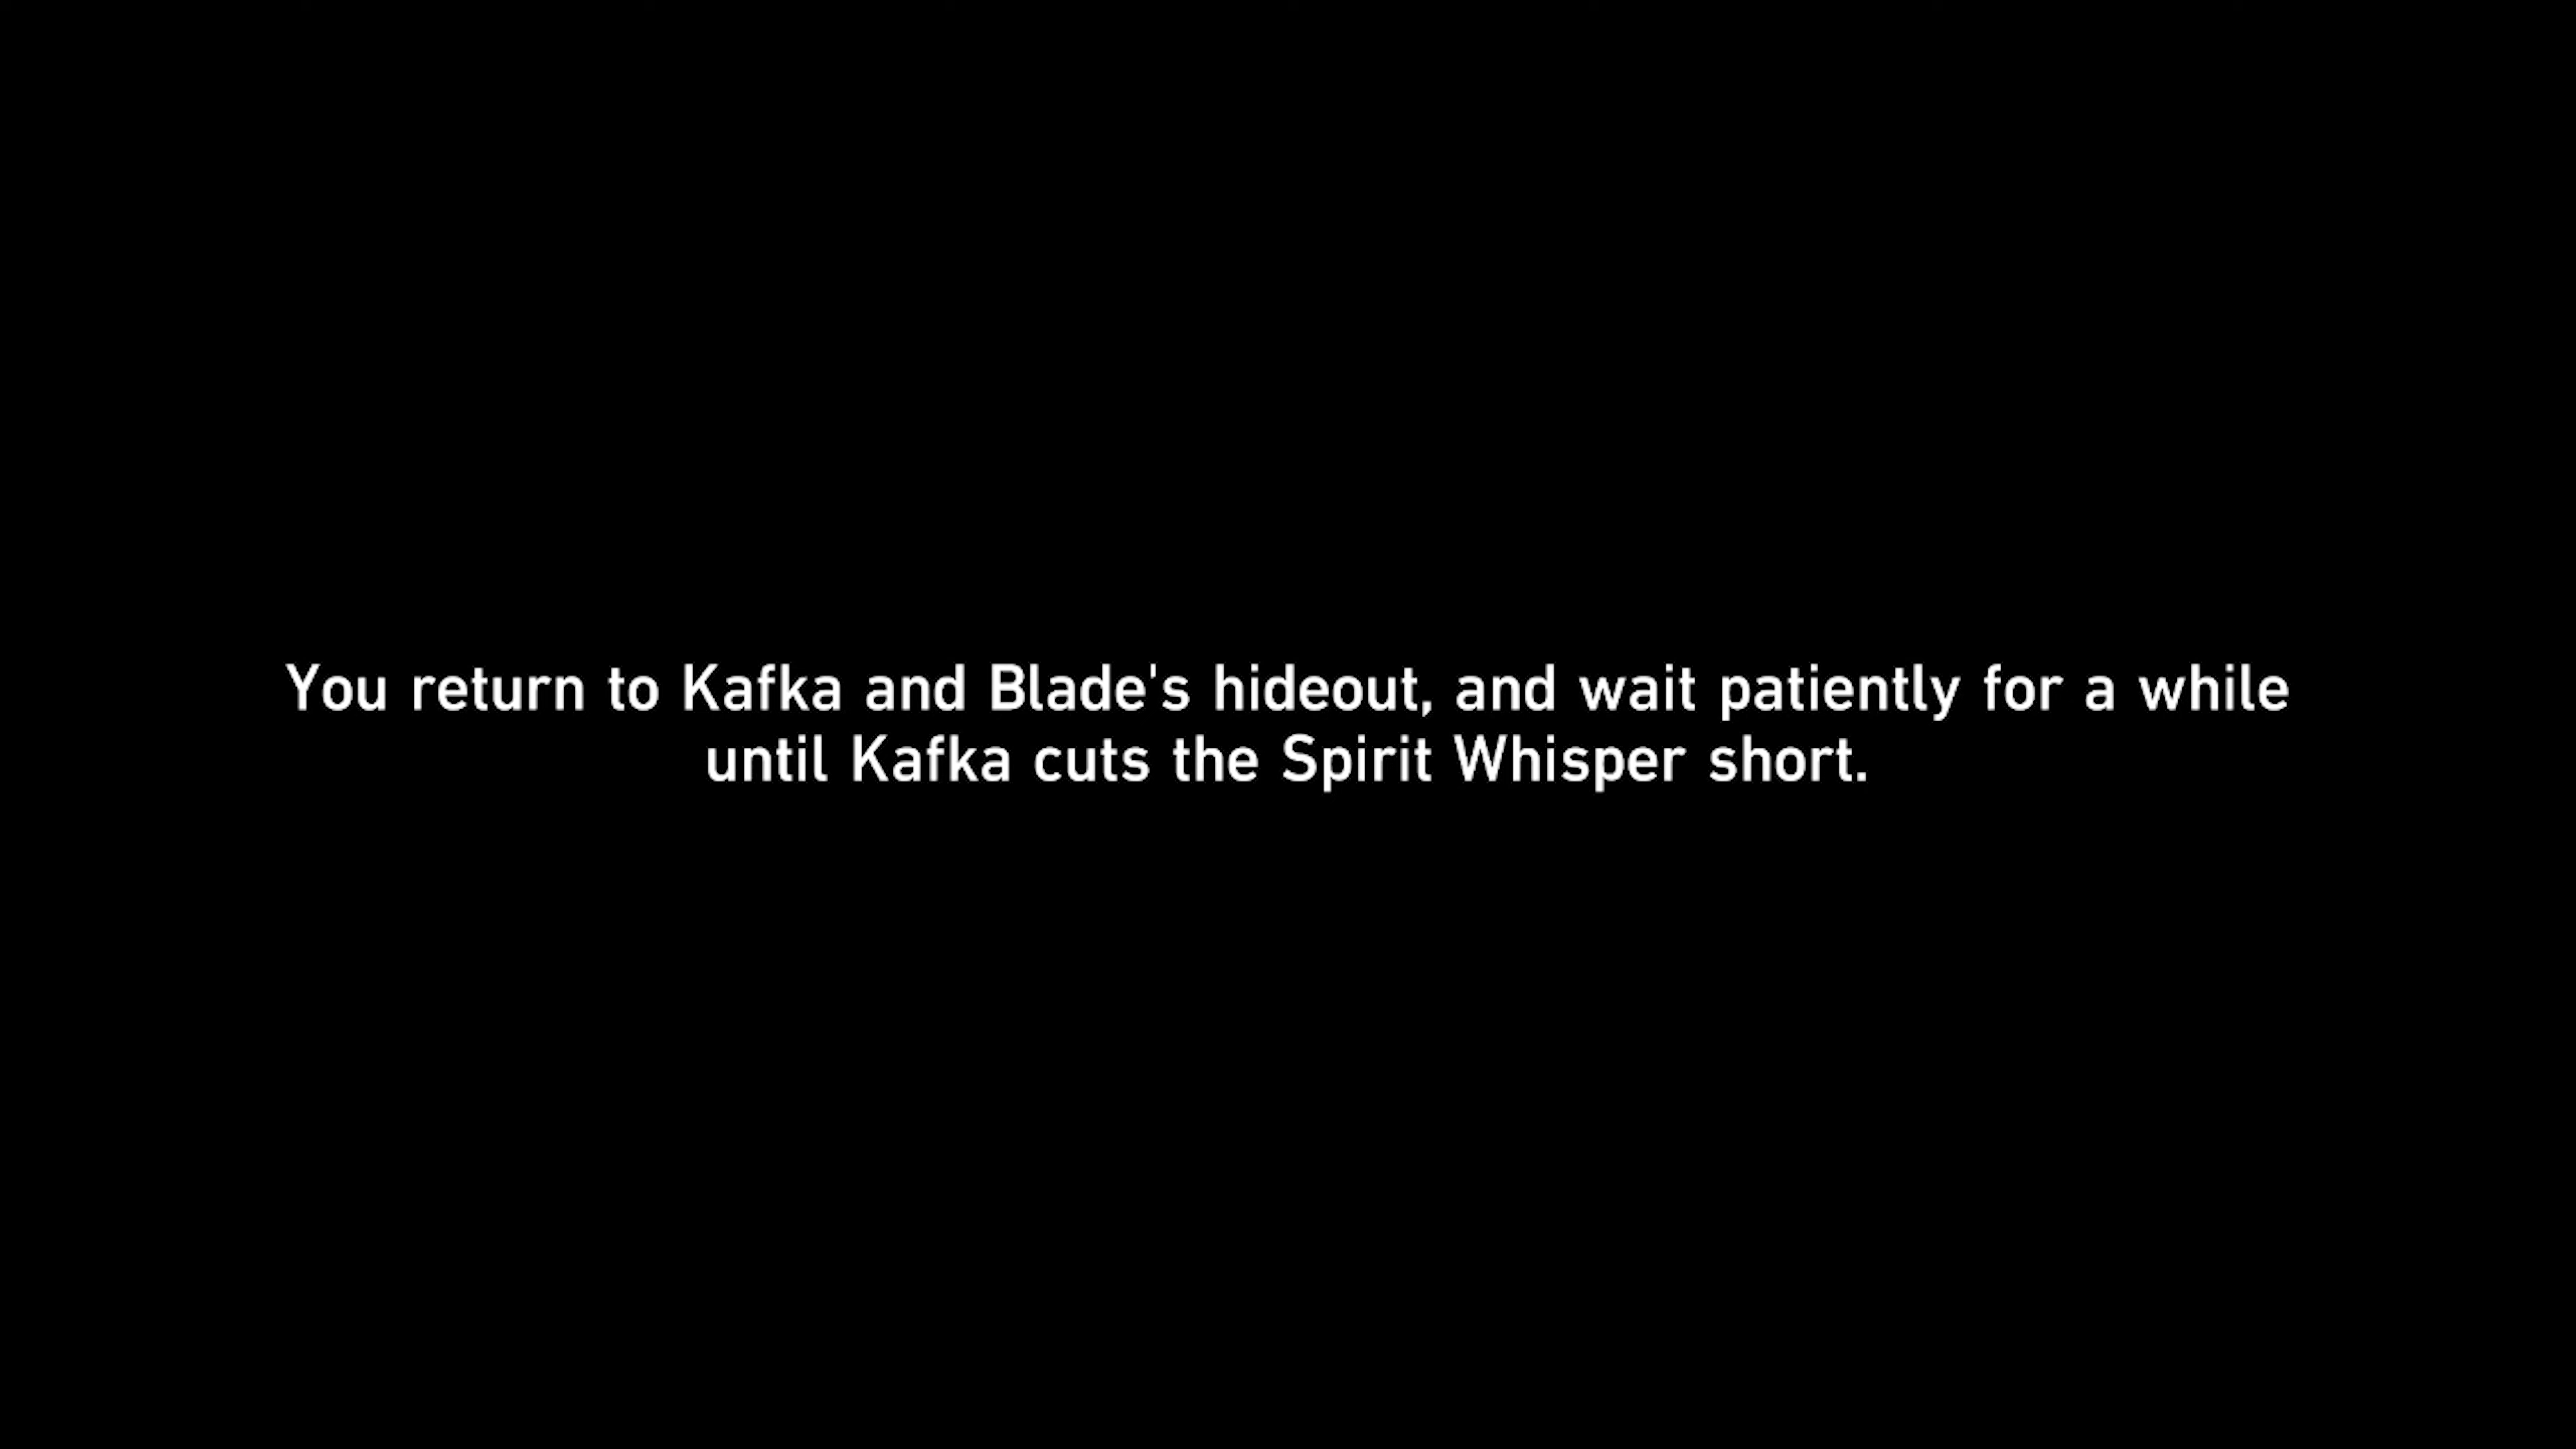 You return to Kafka and Blade's hideout, and wait patiently for a while
until Kafka cuts the Spirit Whisper short.